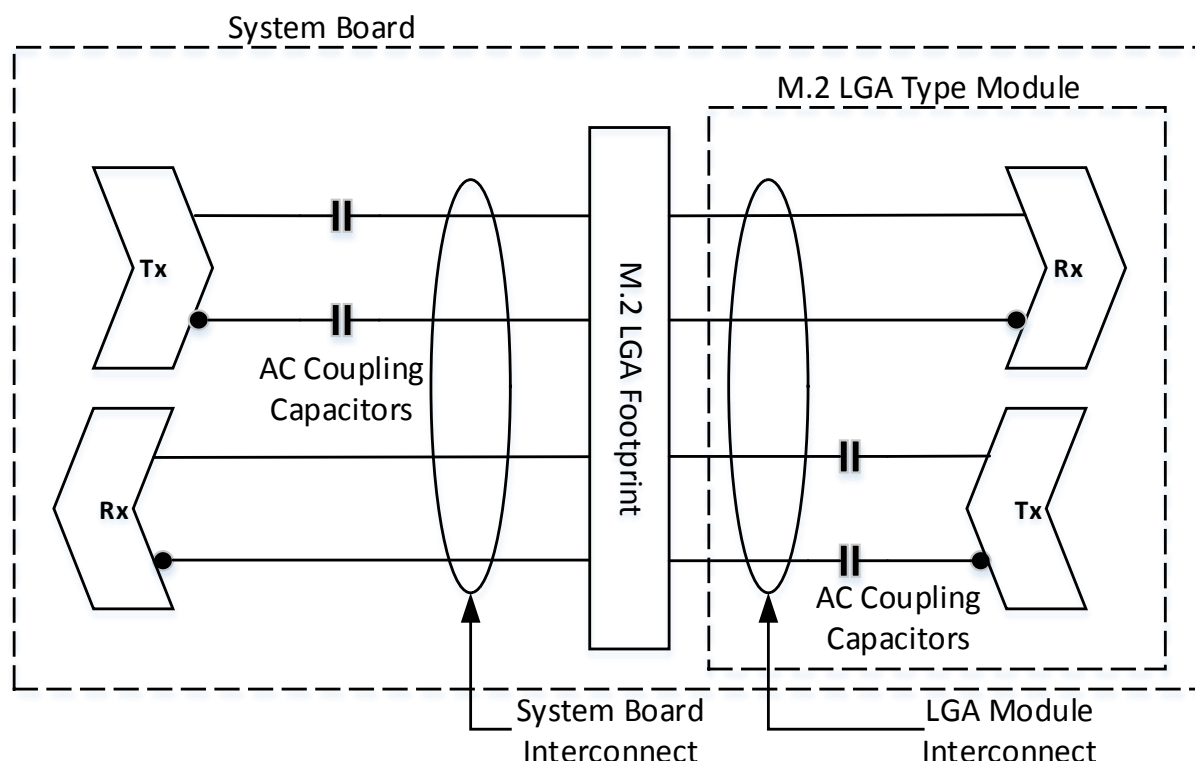 System Board
M.2 LGA Type Module
Tx
Rx
AC Coupling
Capacitors
M.2 LGA Footprint
Rx
Tx
AC Coupling
Capacitors
System Board
Interconnect
LGA Module
Interconnect